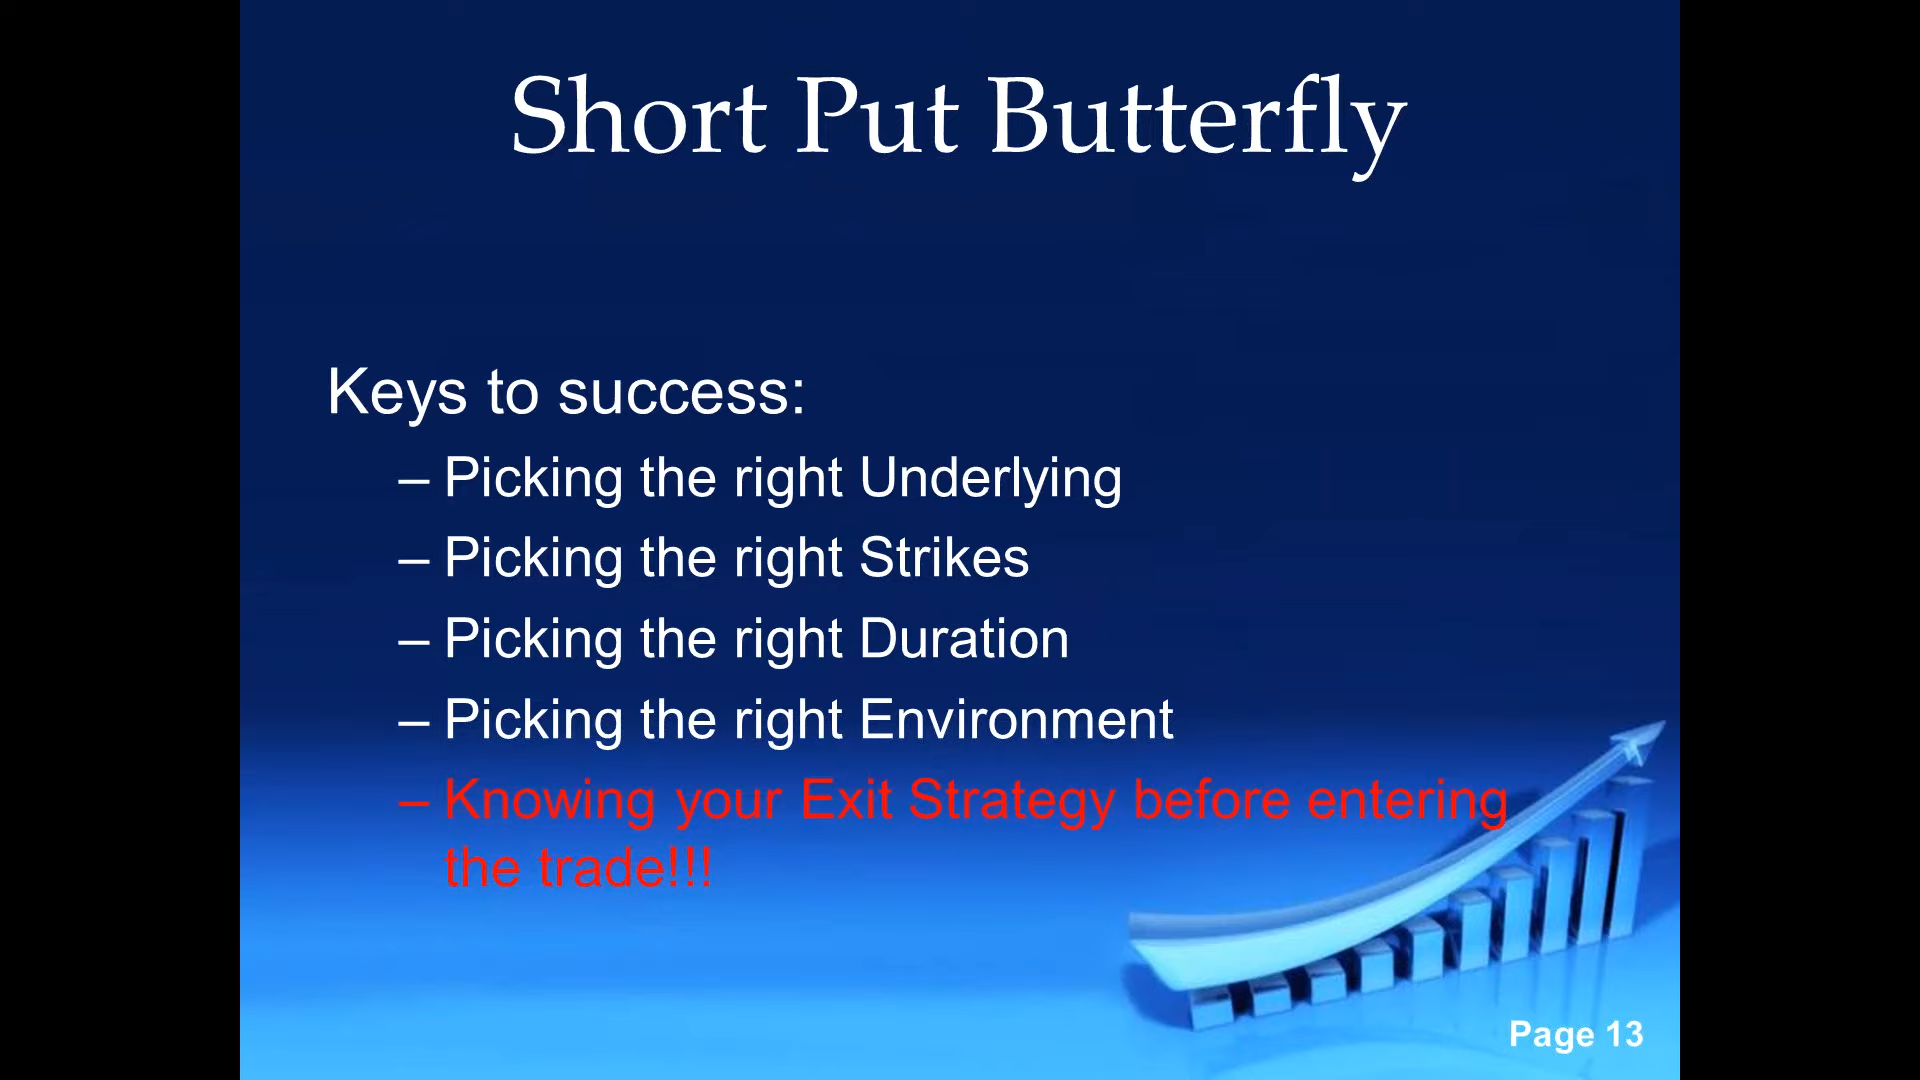 Short Put Butterfly
Keys to success:
– Picking the right Underlying
– Picking the right Strikes
– Picking the right Duration
– Picking the right Environment
– Knowing your Exit Strategy before entering
the trade!!!
Page 13